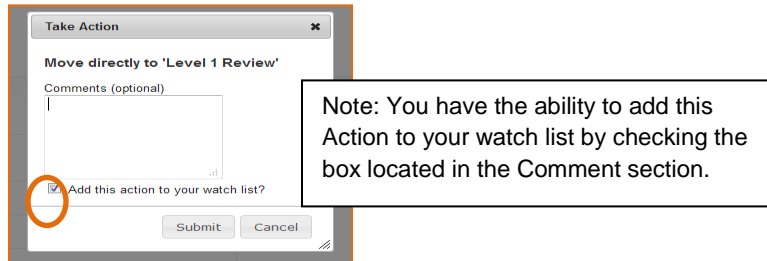 Take Action
Move directly to 'Level 1 Review'
Comments (optional)
Add this action to your watch list?
Submit Cancel
Note: You have the ability to add this
Action to your watch list by checking the
box located in the Comment section.